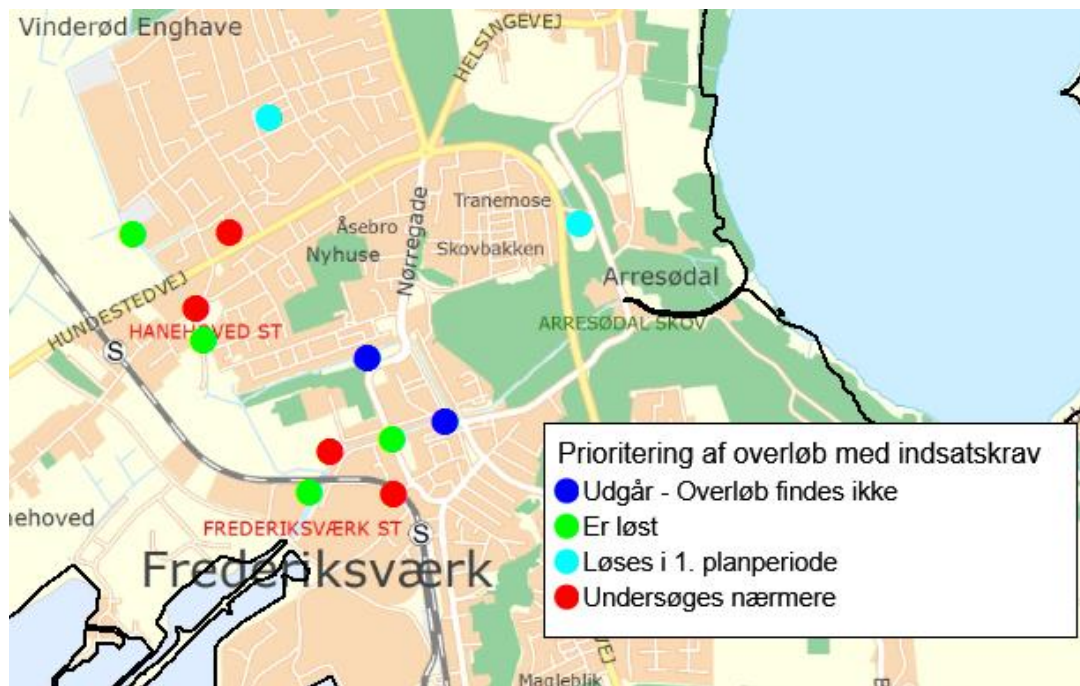 Vinderød Enghave
HELSINGEVEJ
Tranemose
Åsebro
Nyhuse
Skovbakken
Nørregade
Arresødal
HUNDESTEDVEJ
HANEHOVED ST
ARRESØDAL SKOV
S
Prioritering af overløb med indsatskrav
Udgår - Overløb findes ikke
Er løst
Løses i 1. planperiode
Undersøges nærmere
nehoved
FREDERIKSVÆRK ST
S
Frederiksværk
VEJ
Magleblik